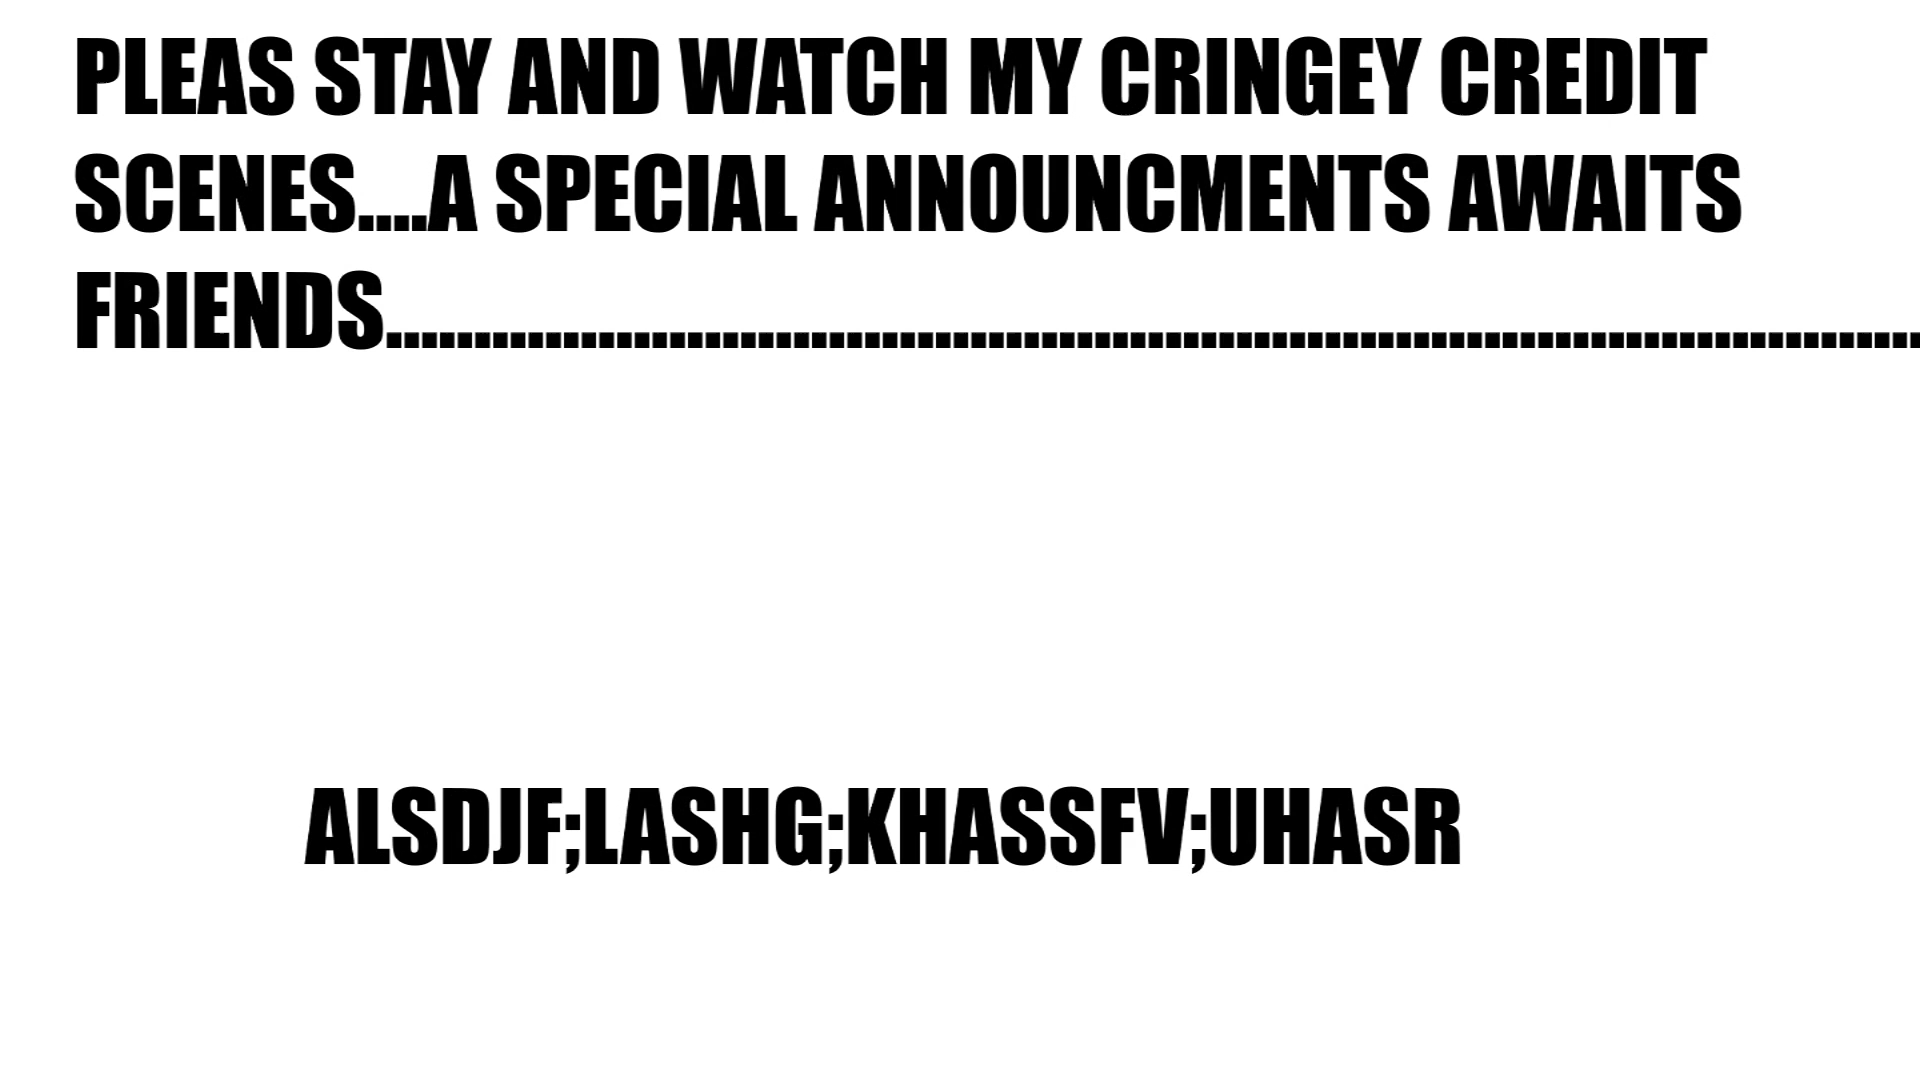 PLEAS STAY AND WATCH MY CRINGEY CREDIT
SCENES....A SPECIAL ANNOUNCMENTS AWAITS
FRIENDS.......................................................................................
ALSDJF;LASHG;KHASSFV;UHASR